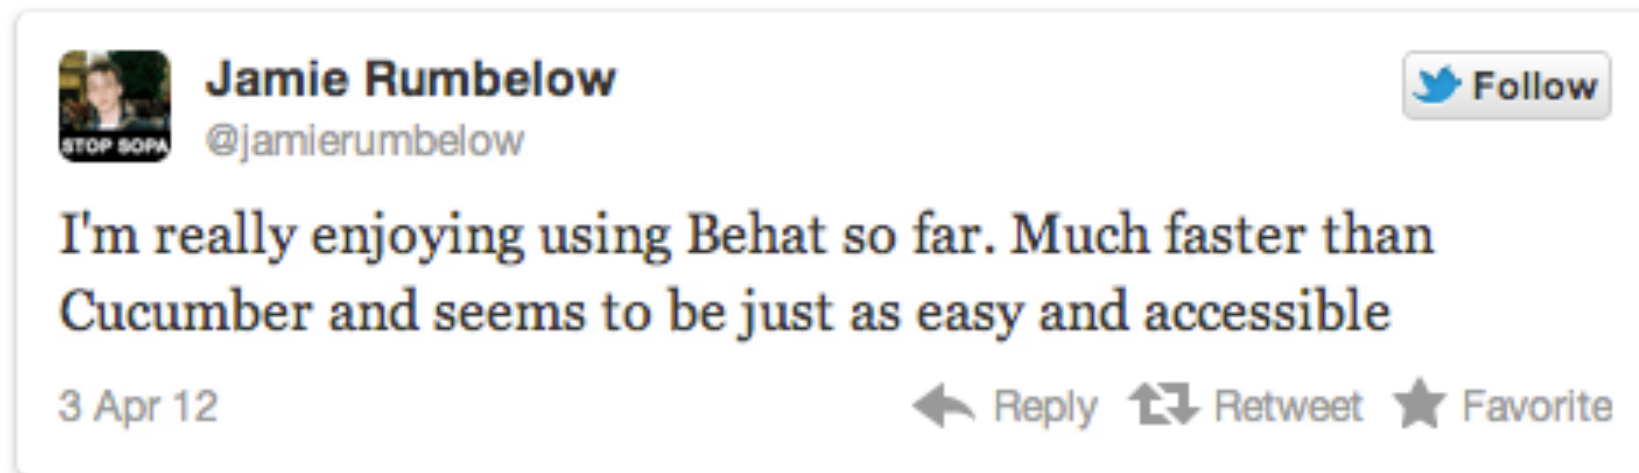 Jamie Rumbelow
Follow
@jamierumbelow
STOP SOPA
I'm really enjoying using Behat so far. Much faster than
Cucumber and seems to be just as easy and accessible
3 Apr 12
Reply Retweet Favorite